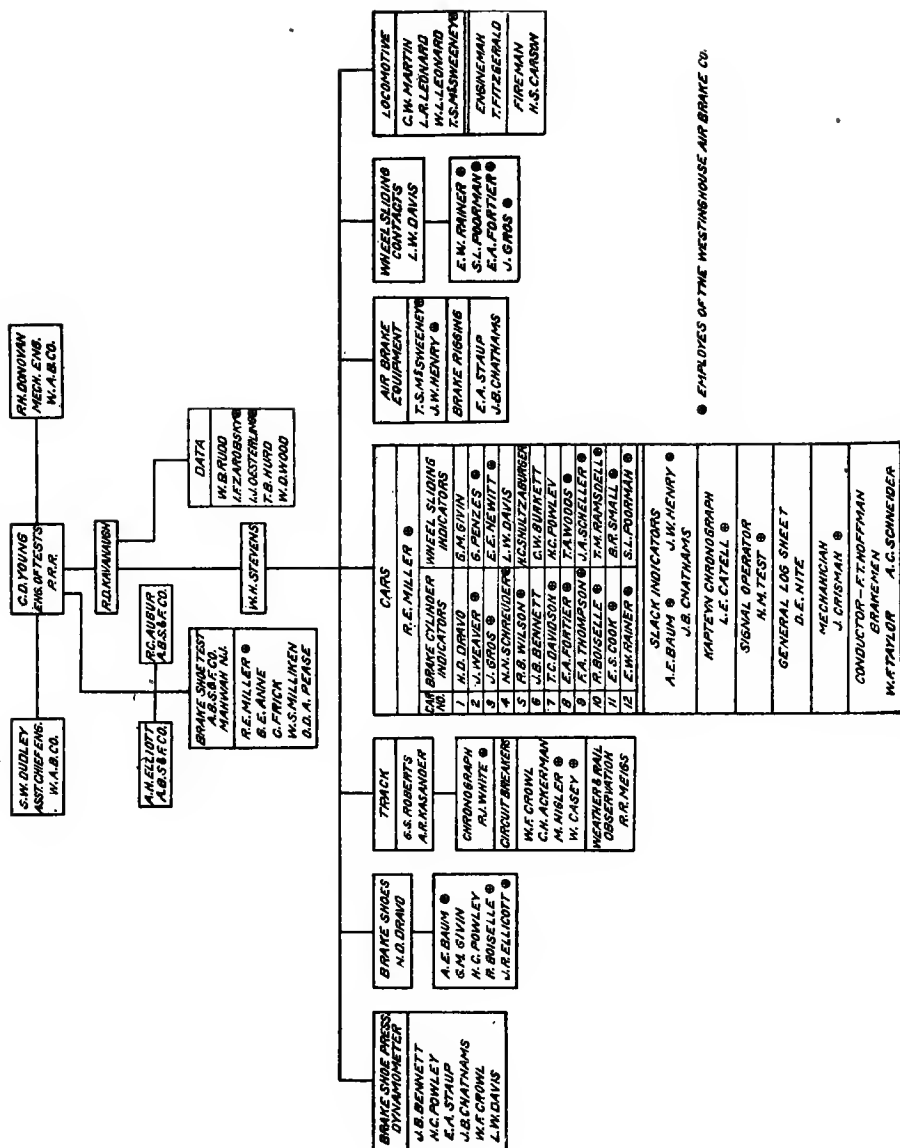 S.W. DUDLEY
ASST. CHIEF ENG.
W.A.B.CO.
C.D. YOUNG
ENG. OF TESTS
P.R.R.
R.H. DONOVAN
MECH. ENG.
W.A.B.CO.
A.H. ELLIOTT
A.B.S.&F.CO.
R.C. AUGUR
A.B.S.&F.CO.
R.D. KAVAUGH
BRAKE SHOE TEST
A.B.S.&F.CO.
MAHWAH N.J.
R.E. MILLER ⊕
B.E. AINE
C. FRICK
W.S. MILLIKEN
O.D.A. PEASE
DATA
W.B. RUDD
I.F. ZAROBSKY ⊕
I.J. OESTERLING ⊕
T.B. HURD
W.D. WOOD
W.H. STEVENS
BRAKE SHOE PRESS.
DYNAMOMETER
J.B. BENNETT
H.C. POWLEY
E.A. STAUP
J.B. CHATHAMS
W.F. CROWL
L.W. DAVIS
BRAKE SHOES
H.D. DRAVO
A.E. BAUM ⊕
G.M. GIVIN
H.C. POWLEY
R. BOISELLE ⊕
J.R. ELLICOTT ⊕
TRACK
G.S. ROBERTS
A.R. KASANDER
CHRONOGRAPH
P.J. WHITE ⊕
CIRCUIT BREAKERS
W.F. CROWL
C.H. ACKERMAN
M. HIGLER ⊕
W. CASEY ⊕
WEATHER & RAIL
OBSERVATION
R.R. MEIGS
CARS
R.E. MILLER ⊕
CAR NO. BRAKE CYLINDER INDICATORS WHEEL SLIDING INDICATORS
1 H.D. DRAVO G.M. GIVIN
2 J. WEAVER ⊕ G. PENZES ⊕
3 J. GROS ⊕ E.E. HEWITT ⊕
4 H.N. SCHREUDER ⊕ L.W. DAVIS
5 R.B. WILSON ⊕ H.C. SHULTZABURGER
6 J.B. BENNETT C.W. BURKETT
7 T.C. DAVIDSON ⊕ H.C. POWLEY
8 E.A. FORTIER ⊕ T.A. WOODS ⊕
9 F.A. THOMPSON ⊕ J.A. SCHELLER ⊕
10 R. BOISELLE ⊕ T.M. RAMSDELL ⊕
11 E.S. COOK ⊕ B.R. SMALL ⊕
12 E.W. RAINER ⊕ S.L. POORMAN ⊕
SLACK INDICATORS
A.E. BAUM ⊕ J.W. HENRY ⊕
J.B. CHATHAMS
KAPTEYN CHRONOGRAPH
L.E. CATELL ⊕
SIGNAL OPERATOR
H.M. TEST ⊕
GENERAL LOG SHEET
D.E. NITE
MECHANICIAN
J. CRISMAN ⊕
CONDUCTOR-F.T. HOFFMAN
BRAKEMEN
W.F. TAYLOR A.C. SCHNEIDER
AIR BRAKE
EQUIPMENT
T.S. McSWEENEY ⊕
J.W. HENRY ⊕
BRAKE RIGGING
E.A. STAUP
J.B. CHATHAMS
WHEEL SLIDING
CONTACTS
L.W. DAVIS
E.W. RAINER ⊕
S.L. POORMAN ⊕
E.A. FORTIER ⊕
J. GROS ⊕
LOCOMOTIVE
C.W. MARTIN
L.R. LEONARD
W.L. LEONARD
T.S. McSWEENEY ⊕
ENGINEMAN
T. FITZGERALD
FIREMAN
H.S. CARSON
⊕ EMPLOYES OF THE WESTINGHOUSE AIR BRAKE CO.